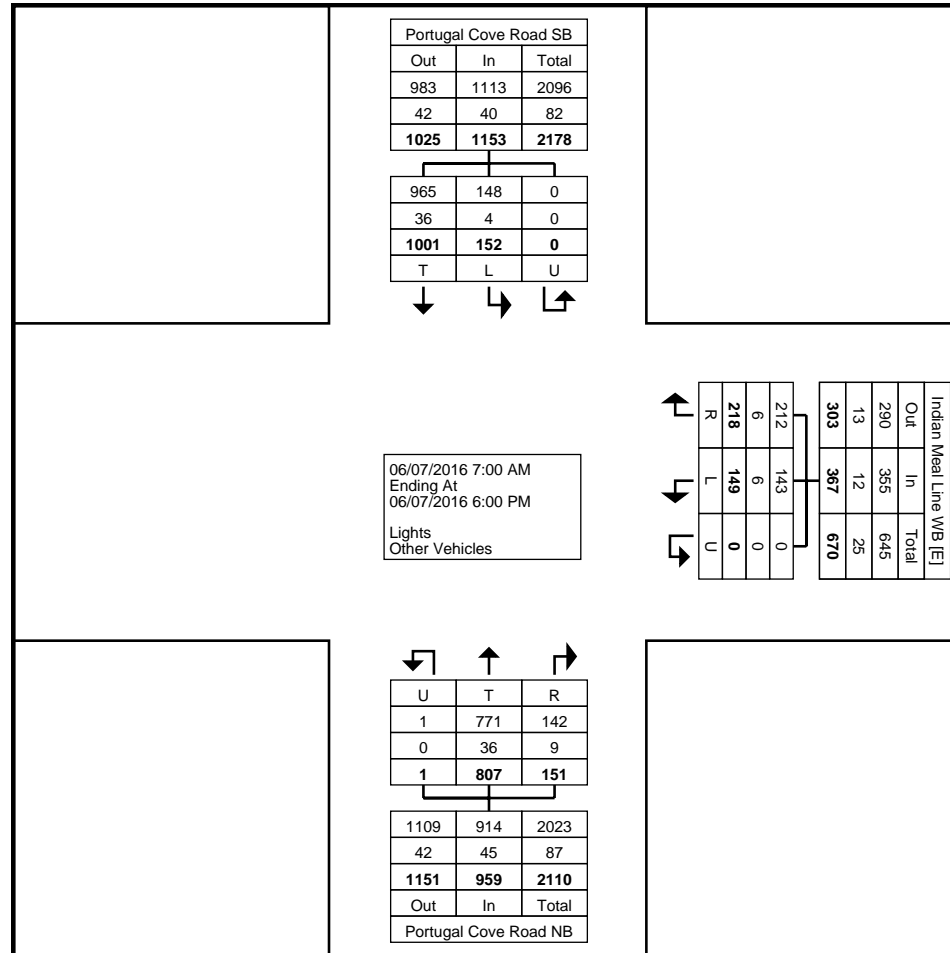 Portugal Cove Road SB
Out In Total
983 1113 2096
42 40 82
1025 1153 2178
965 148 0
36 4 0
1001 152 0
T L U
Indian Meal Line WB [E]
Out In Total
290 355 645
13 12 25
303 367 670
212 143 0
6 6 0
218 149 0
R L U
06/07/2016 7:00 AM
Ending At
06/07/2016 6:00 PM
Lights
Other Vehicles
U T R
1 771 142
0 36 9
1 807 151
1109 914 2023
42 45 87
1151 959 2110
Out In Total
Portugal Cove Road NB